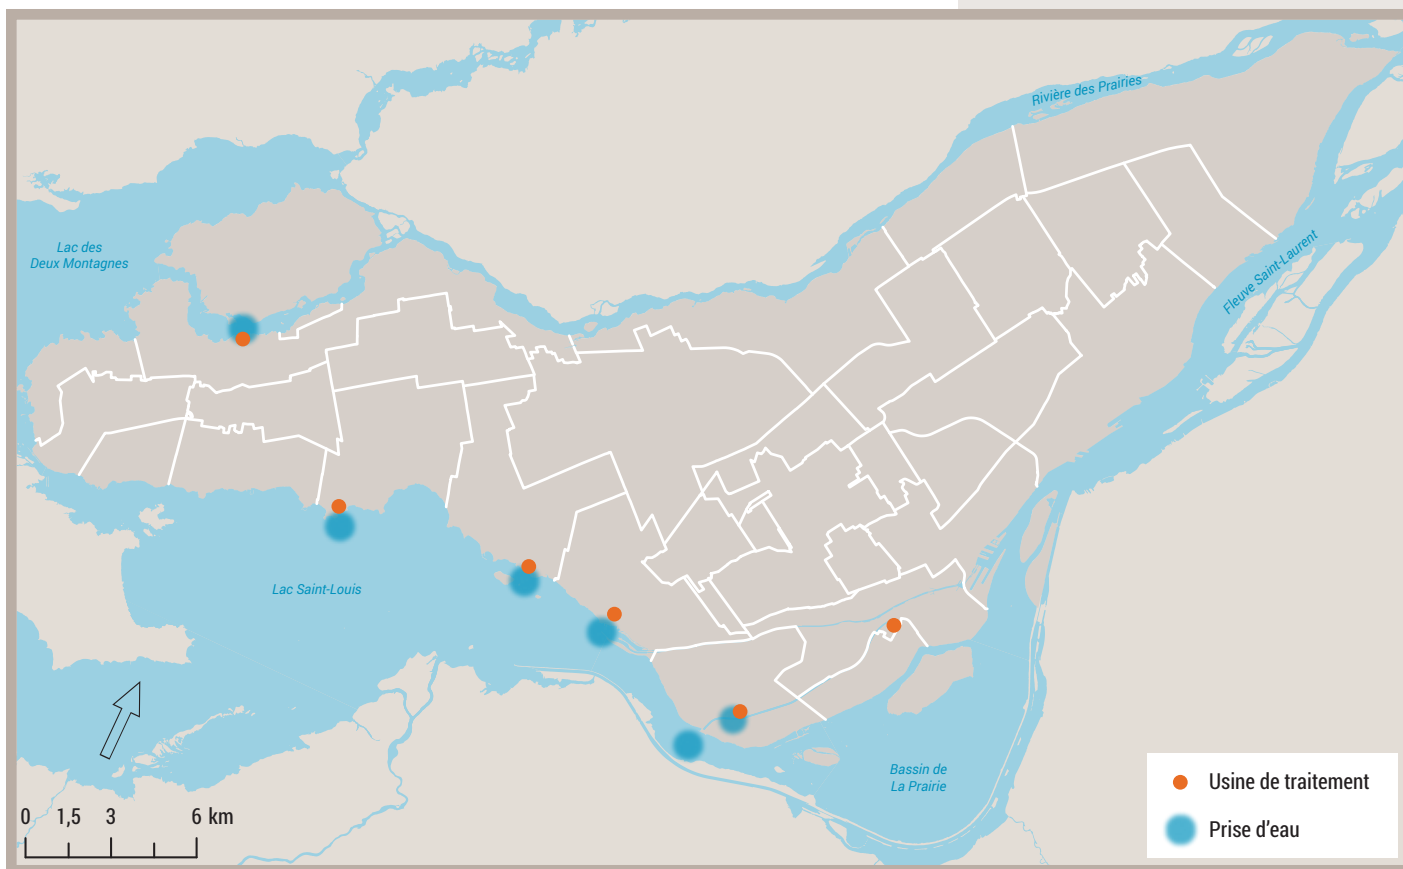 Rivière des Prairies
Lac des
Deux Montagnes
Fleuve Saint-Laurent
Lac Saint-Louis
Bassin de
La Prairie
0 1,5 3 6 km
Usine de traitement
Prise d'eau